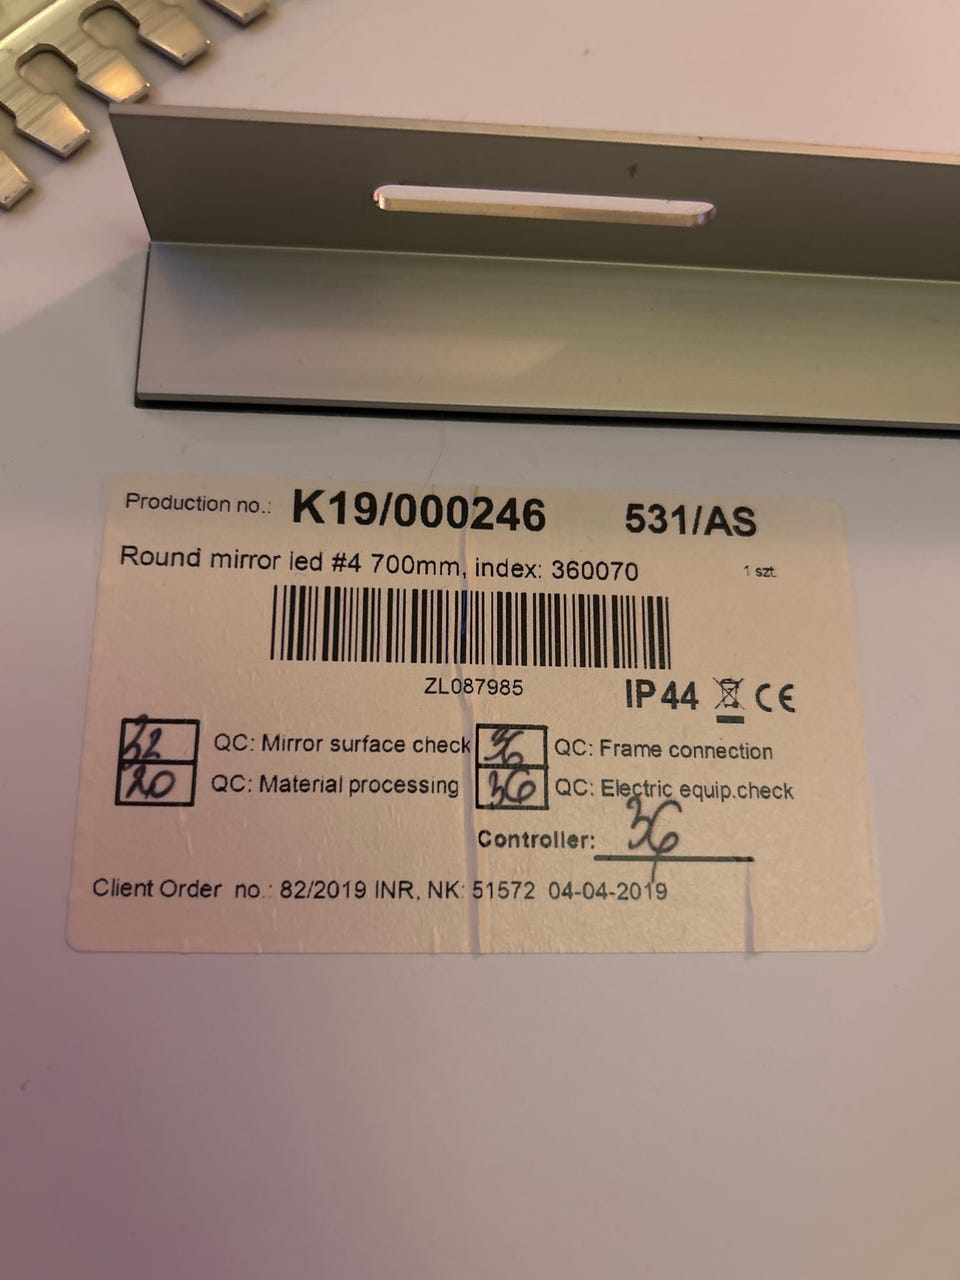 Production no.: K19/000246 531/AS
Round mirror led #4 700mm, index: 360070 1 szt.
ZL087985
IP44 CE
32 QC: Mirror surface check 36 QC: Frame connection
20 QC: Material processing 36 QC: Electric equip.check
Controller: 36
Client Order no.: 82/2019 INR, NK: 51572 04-04-2019